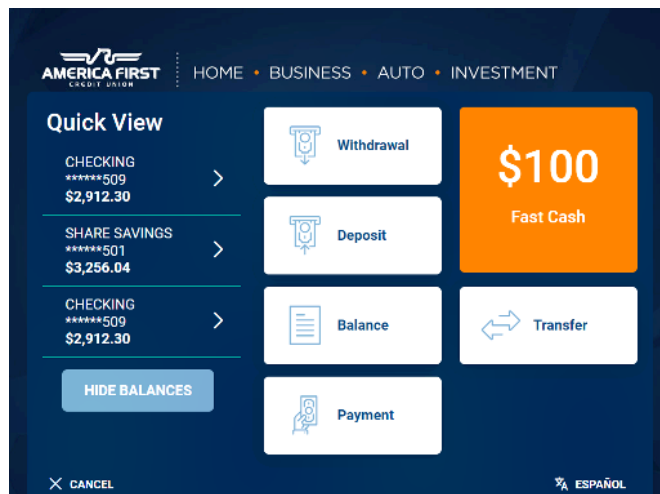 AMERICA FIRST
CREDIT UNION
HOME • BUSINESS • AUTO • INVESTMENT
Quick View
CHECKING
******509
$2,912.30
SHARE SAVINGS
******501
$3,256.04
CHECKING
******509
$2,912.30
HIDE BALANCES
Withdrawal
Deposit
Balance
Payment
$100
Fast Cash
Transfer
CANCEL
ESPAÑOL